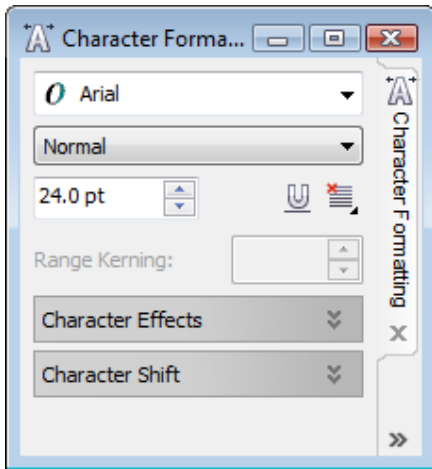 Character Forma...
O Arial
Normal
24.0 pt
U
Range Kerning:
Character Effects
Character Shift
Character Formatting